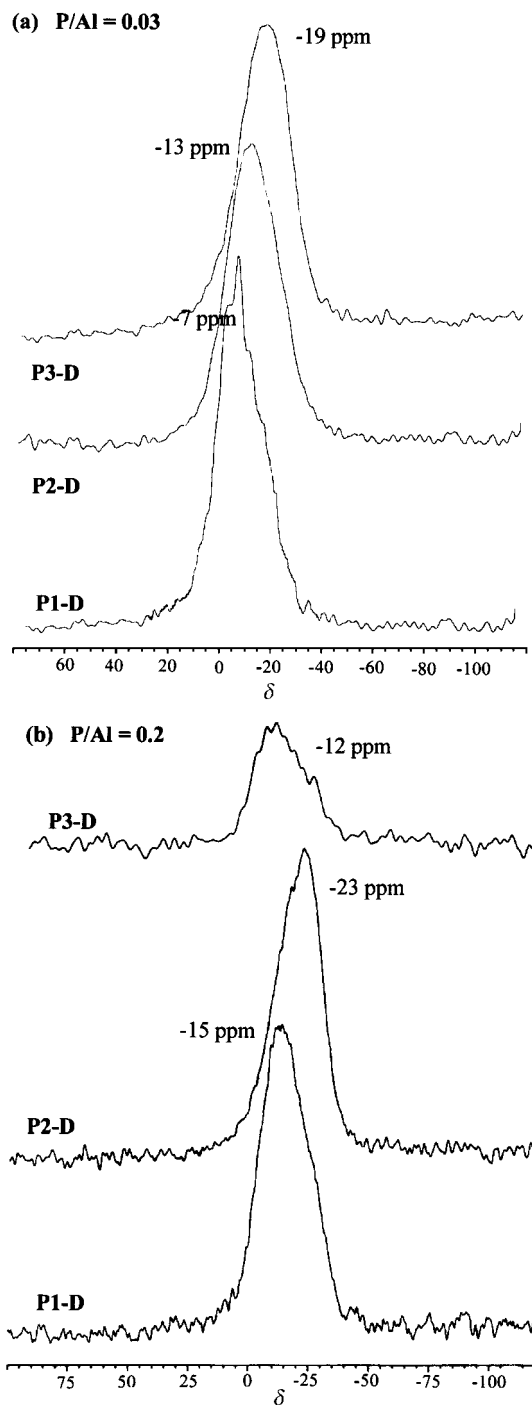 (a) P/Al = 0.03
-19 ppm
-13 ppm
-7 ppm
P3-D
P2-D
P1-D
60 40 20 0 -20 -40 -60 -80 -100
δ
(b) P/Al = 0.2
-12 ppm
P3-D
-23 ppm
-15 ppm
P2-D
P1-D
75 50 25 0 -25 -50 -75 -100
δ